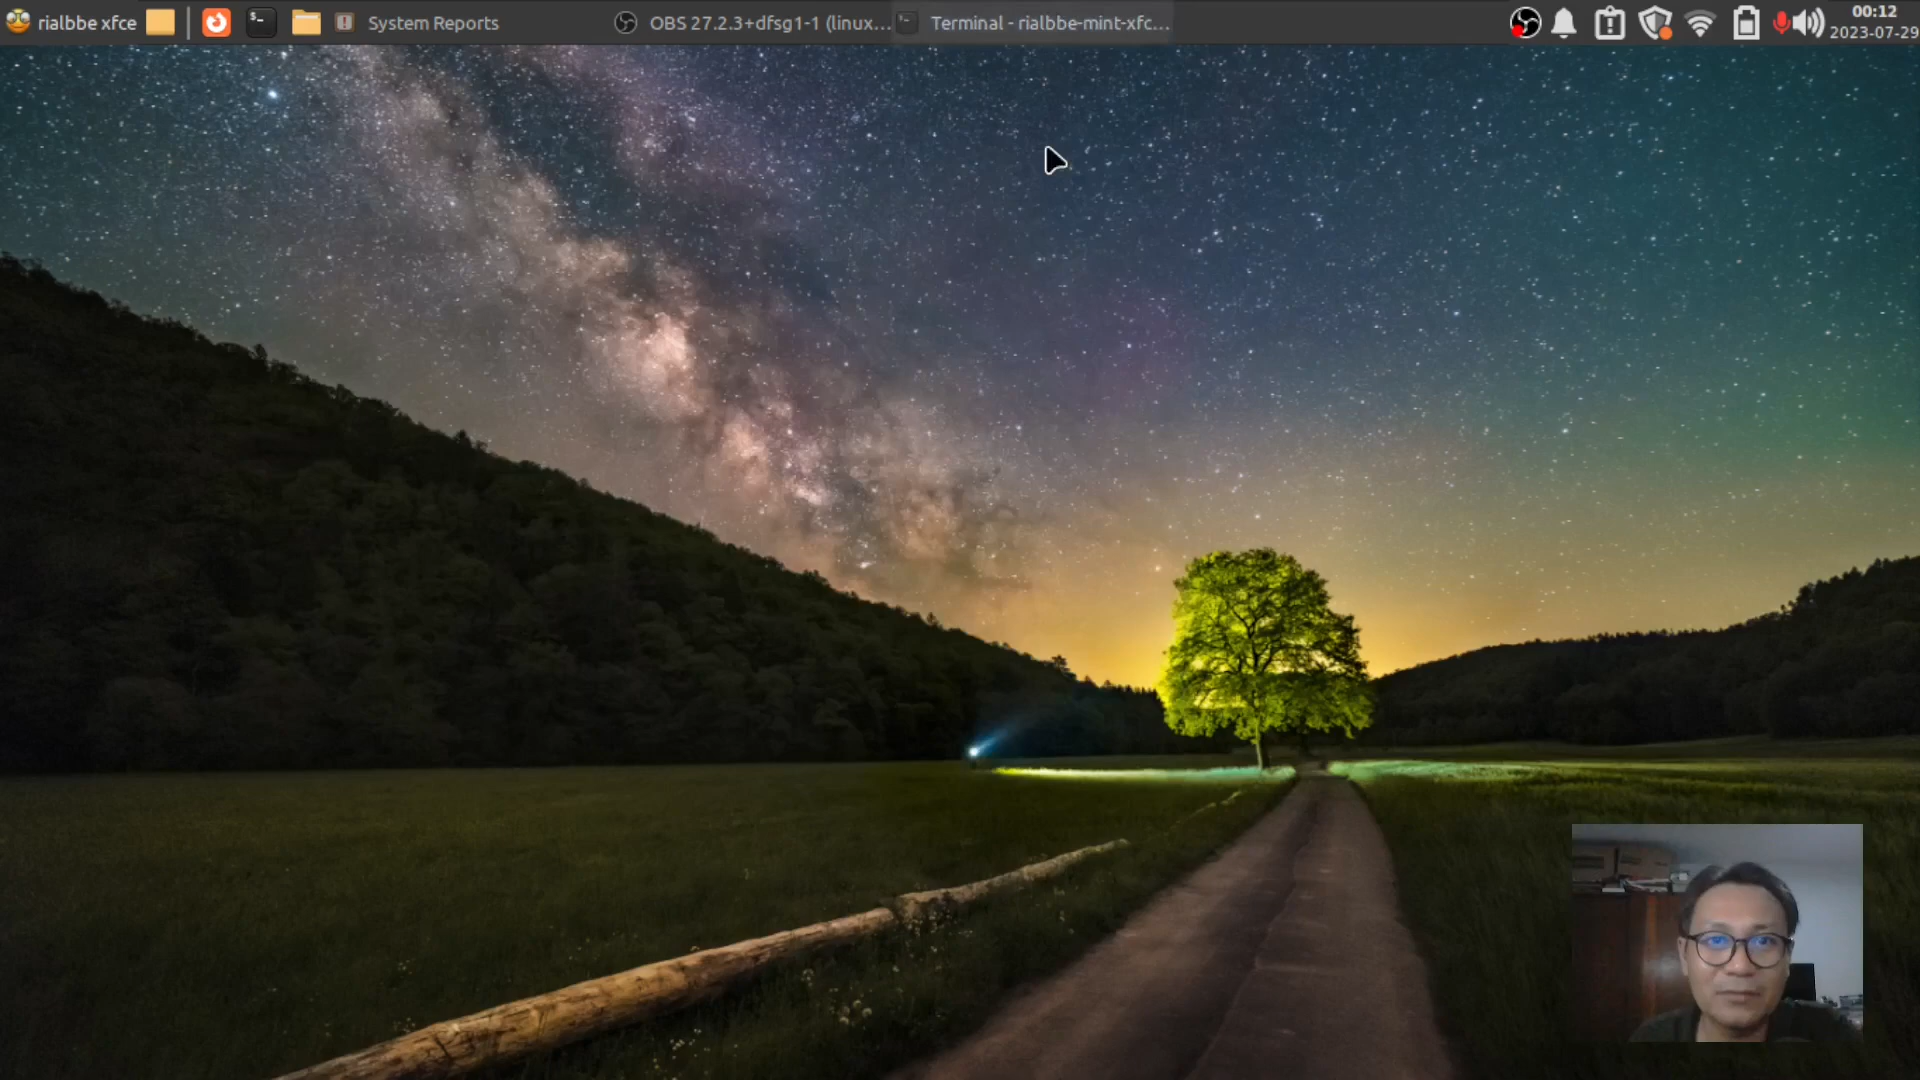 rialbbe xfce
System Reports
OBS 27.2.3+dfsg1-1 (linux...
Terminal - rialbbe-mint-xfc...
00:12
2023-07-29